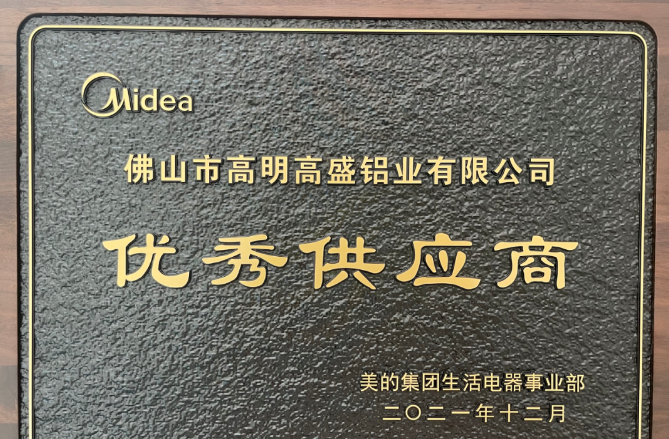 Midea
佛山市高明高盛铝业有限公司
优秀供应商
美的集团生活电器事业部
二〇二一年十二月